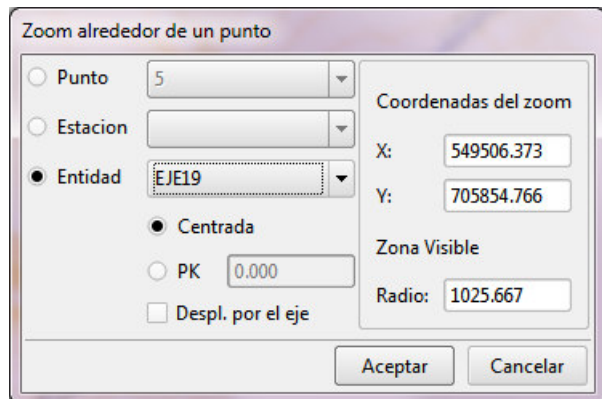 Zoom alrededor de un punto
Punto
5
Estacion
Entidad
EJE19
Centrada
PK
0.000
Despl. por el eje
Coordenadas del zoom
X:
549506.373
Y:
705854.766
Zona Visible
Radio:
1025.667
Aceptar
Cancelar